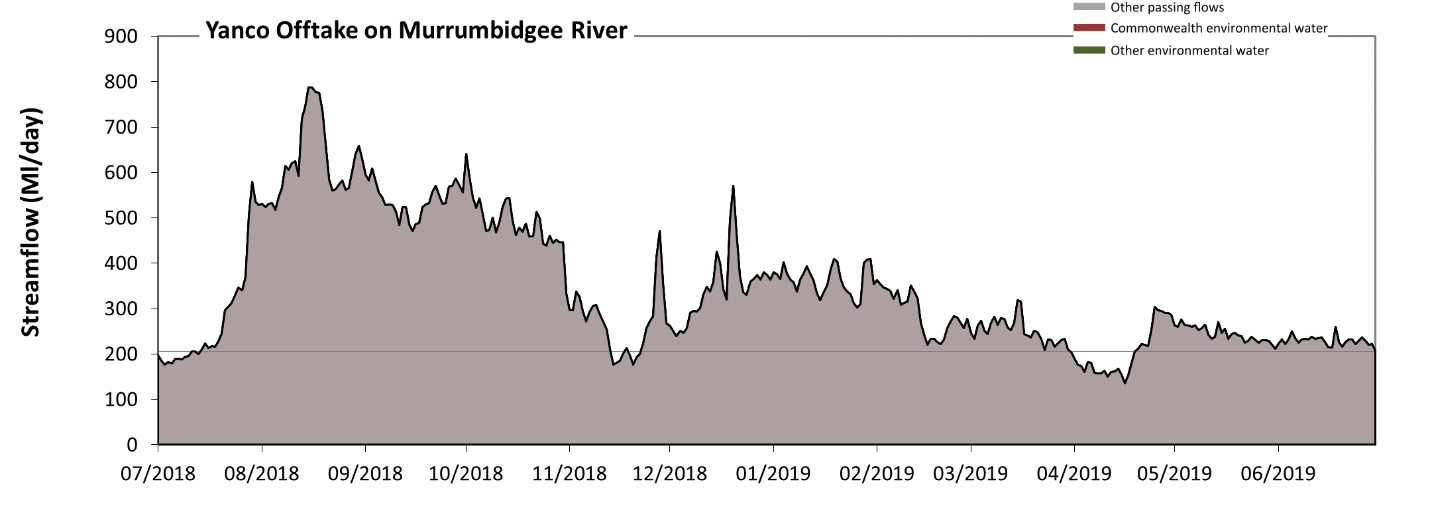 Other passing flows
Yanco Offtake on Murrumbidgee River
Commonwealth environmental water
Other environmental water
Streamflow (Ml/day)
900
800
700
600
500
400
300
200
100
0
07/2018 08/2018 09/2018 10/2018 11/2018 12/2018 01/2019 02/2019 03/2019 04/2019 05/2019 06/2019